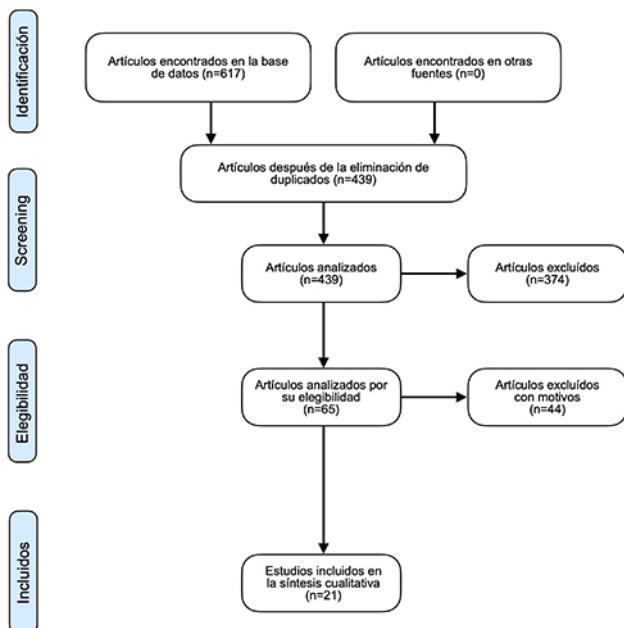 Identificación
Artículos encontrados en la base
de datos (n=617)
Artículos encontrados en otras
fuentes (n=0)
Artículos después de la eliminación de
duplicados (n=439)
Screening
Artículos analizados
(n=439)
Artículos excluídos
(n=374)
Elegibilidad
Artículos analizados por
su elegibilidad
(n=65)
Artículos excluídos
con motivos
(n=44)
Incluidos
Estudios incluidos en
la síntesis cualitativa
(n=21)